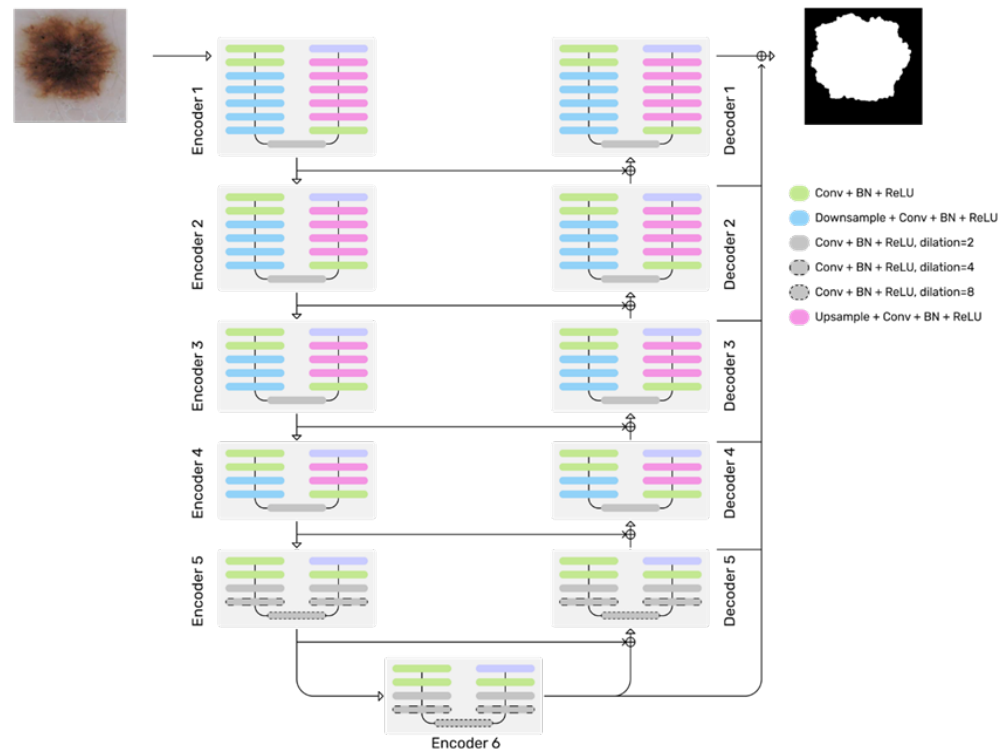 Encoder 1
Decoder 1
Encoder 2
Decoder 2
Encoder 3
Decoder 3
Encoder 4
Decoder 4
Encoder 5
Decoder 5
Encoder 6
Conv + BN + ReLU
Downsample + Conv + BN + ReLU
Conv + BN + ReLU, dilation=2
Conv + BN + ReLU, dilation=4
Conv + BN + ReLU, dilation=8
Upsample + Conv + BN + ReLU